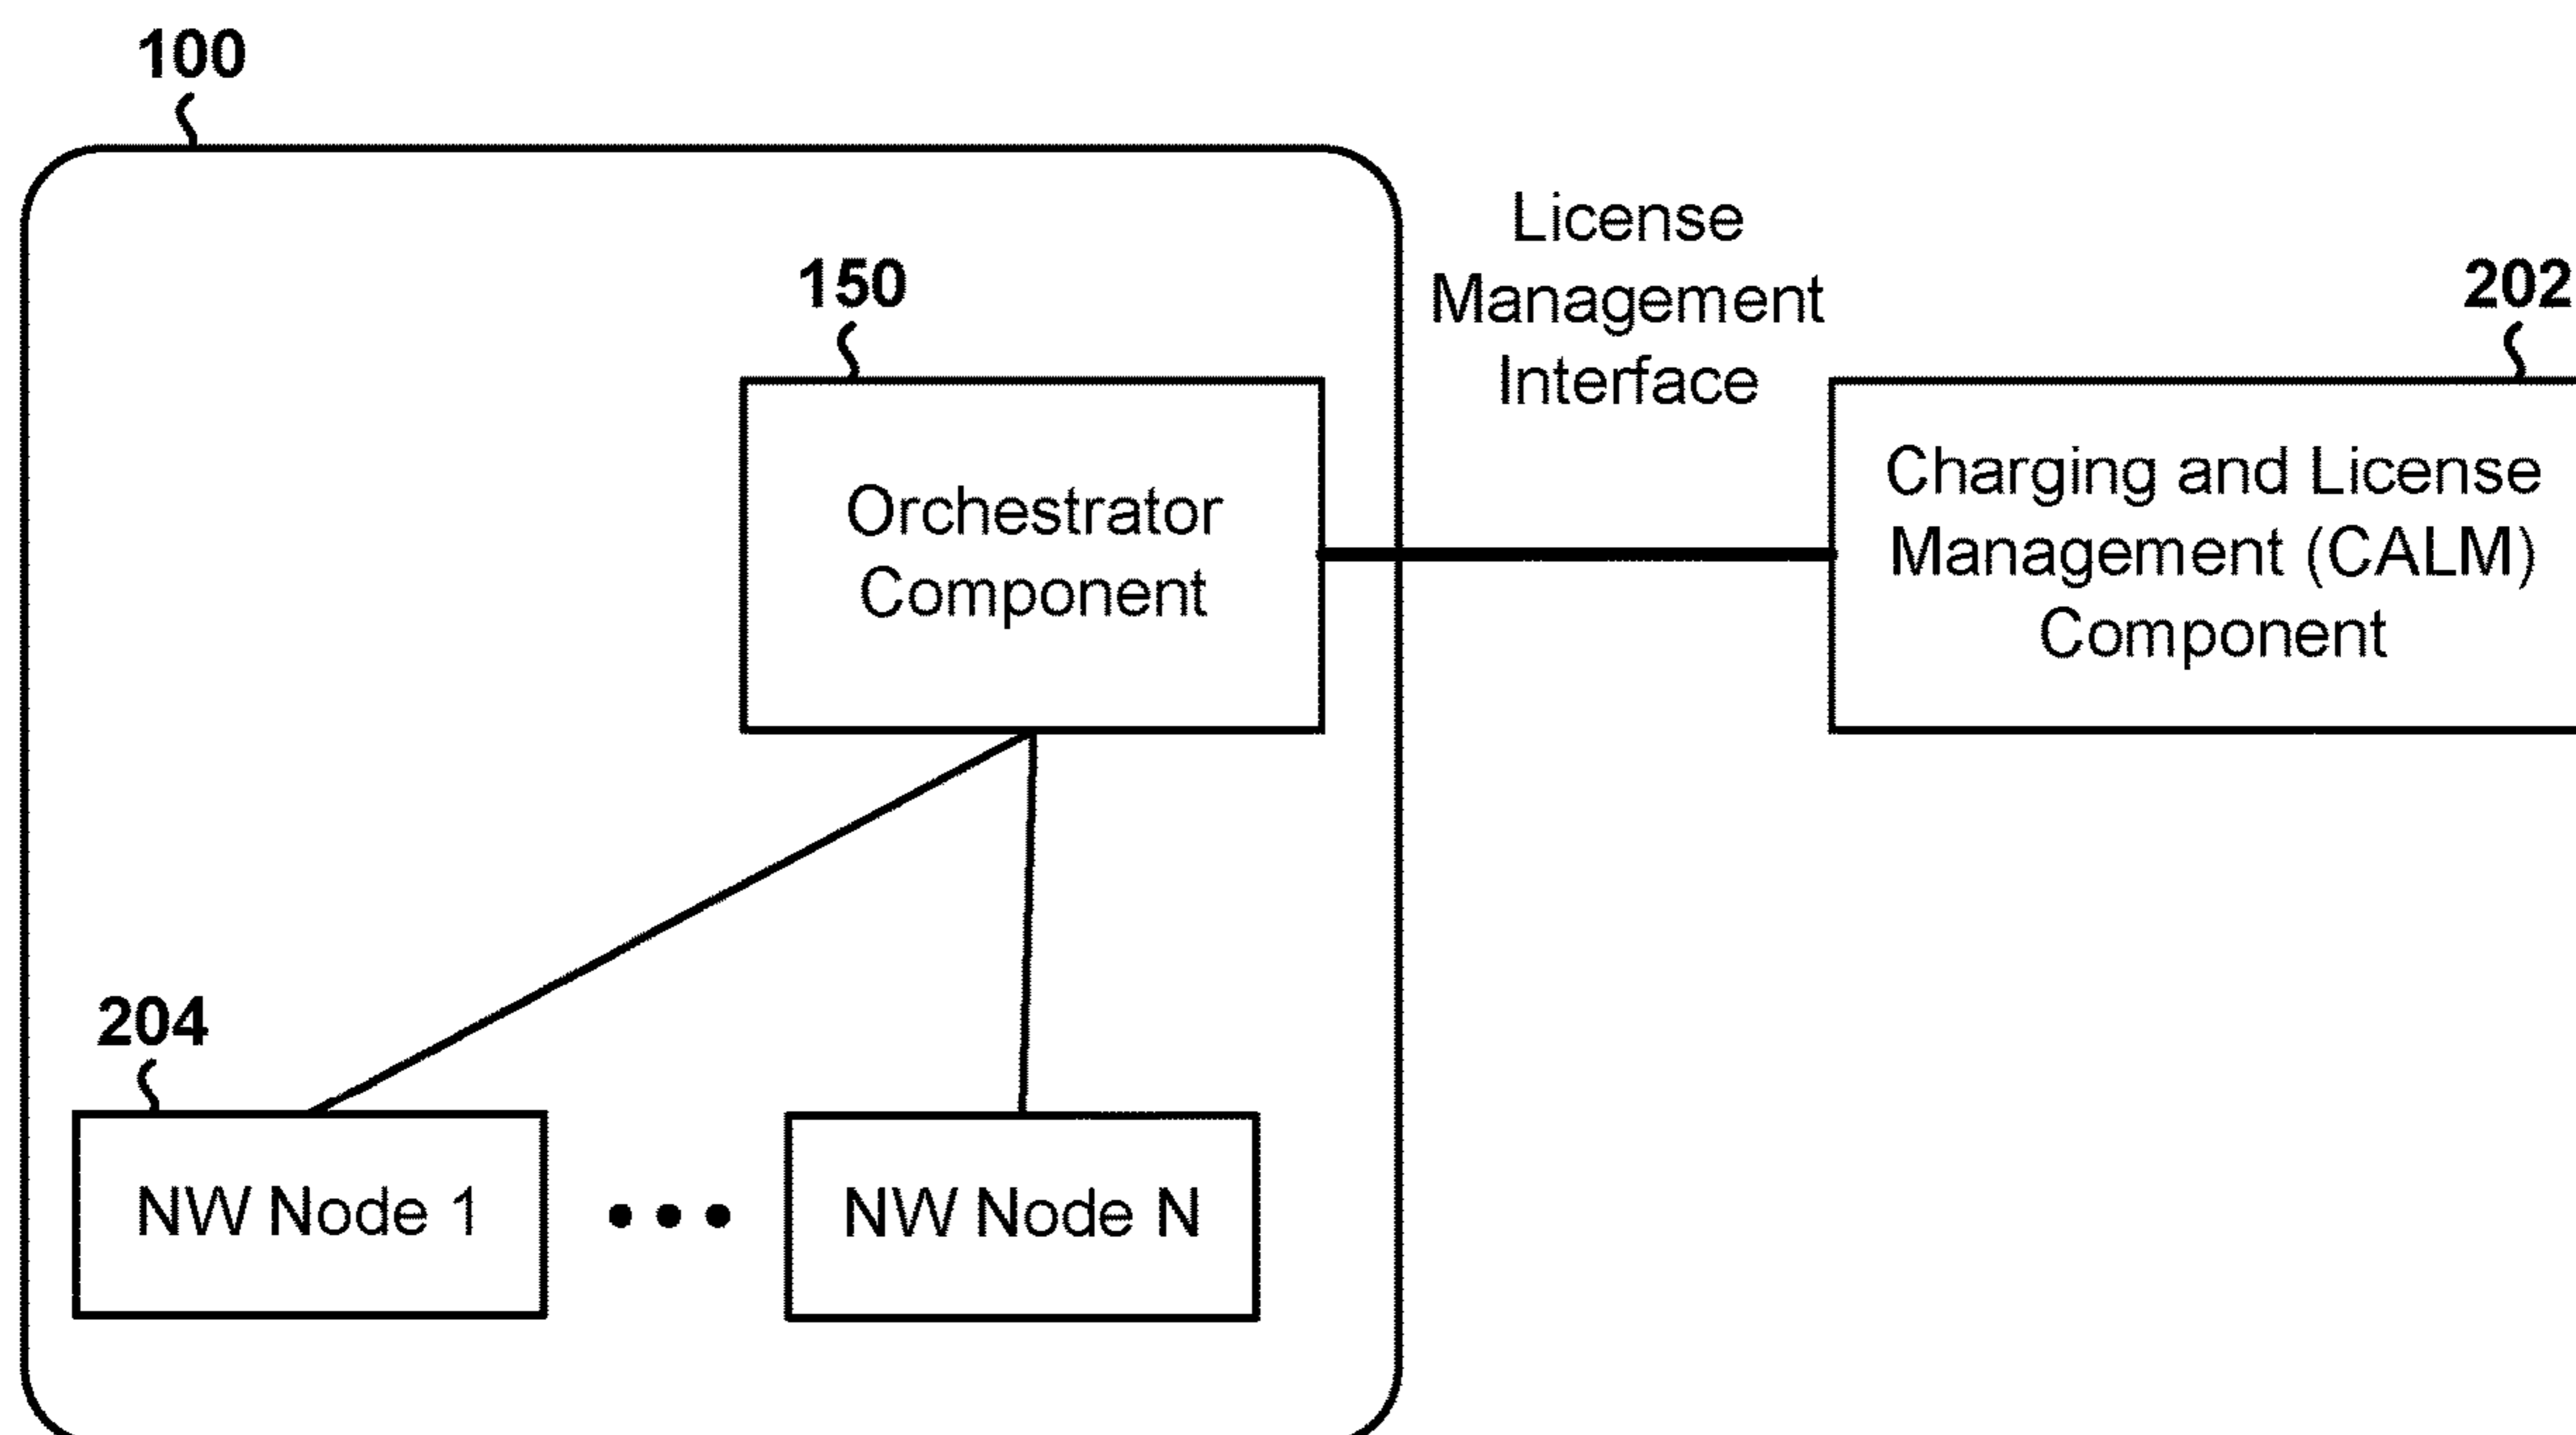 100
License
Management
Interface
150
202
Orchestrator
Component
Charging and License
Management (CALM)
Component
204
NW Node 1
NW Node N